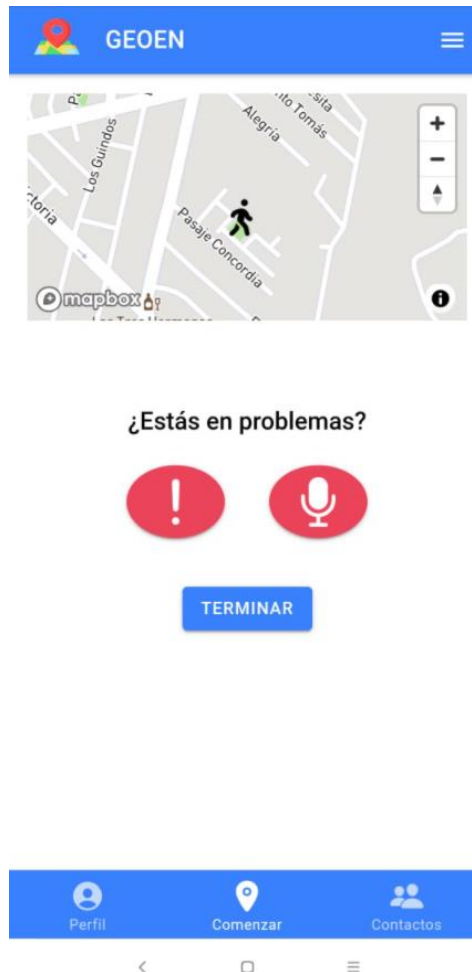 GEOEN
Alegría
Los Guindos
Pasaje Concordia
mapbox
¿Estás en problemas?
TERMINAR
Perfil
Comenzar
Contactos